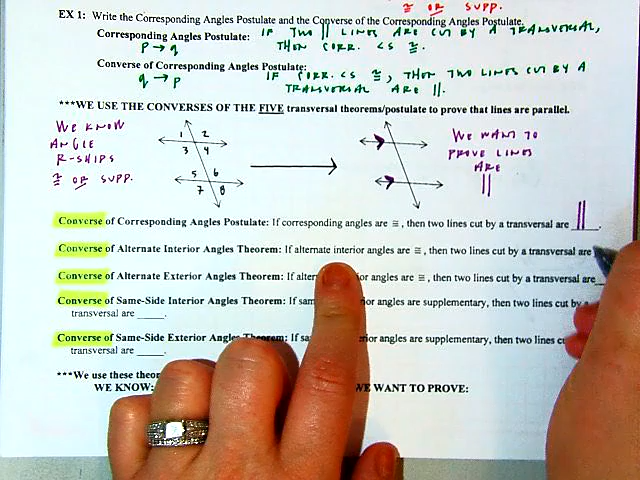 ≅ OR SUPP.
EX 1: Write the Corresponding Angles Postulate and the Converse of the Corresponding Angles Postulate.
Corresponding Angles Postulate: IF TWO || LINES ARE CUT BY A TRANSVERSAL,
P → q THEN CORR. <S ≅.
Converse of Corresponding Angles Postulate:
q → P IF CORR. <S ≅, THEN TWO LINES CUT BY A
TRANSVERSAL ARE ||.
***WE USE THE CONVERSES OF THE FIVE transversal theorems/postulate to prove that lines are parallel.
WE KNOW
ANGLE
R-SHIPS
≅ OR SUPP.
1 2
3 4
5 6
7 8
WE WANT TO
PROVE LINES
ARE
||
Converse of Corresponding Angles Postulate: If corresponding angles are ≅, then two lines cut by a transversal are || .
Converse of Alternate Interior Angles Theorem: If alternate interior angles are ≅, then two lines cut by a transversal are
Converse of Alternate Exterior Angles Theorem: If alter ior angles are ≅, then two lines cut by a transversal are
Converse of Same-Side Interior Angles Theorem: If sam ior angles are supplementary, then two lines cut by
transversal are ____.
Converse of Same-Side Exterior Angles Theorem: If sa erior angles are supplementary, then two lines
transversal are ____.
***We use these theor
WE KNOW: WE WANT TO PROVE: